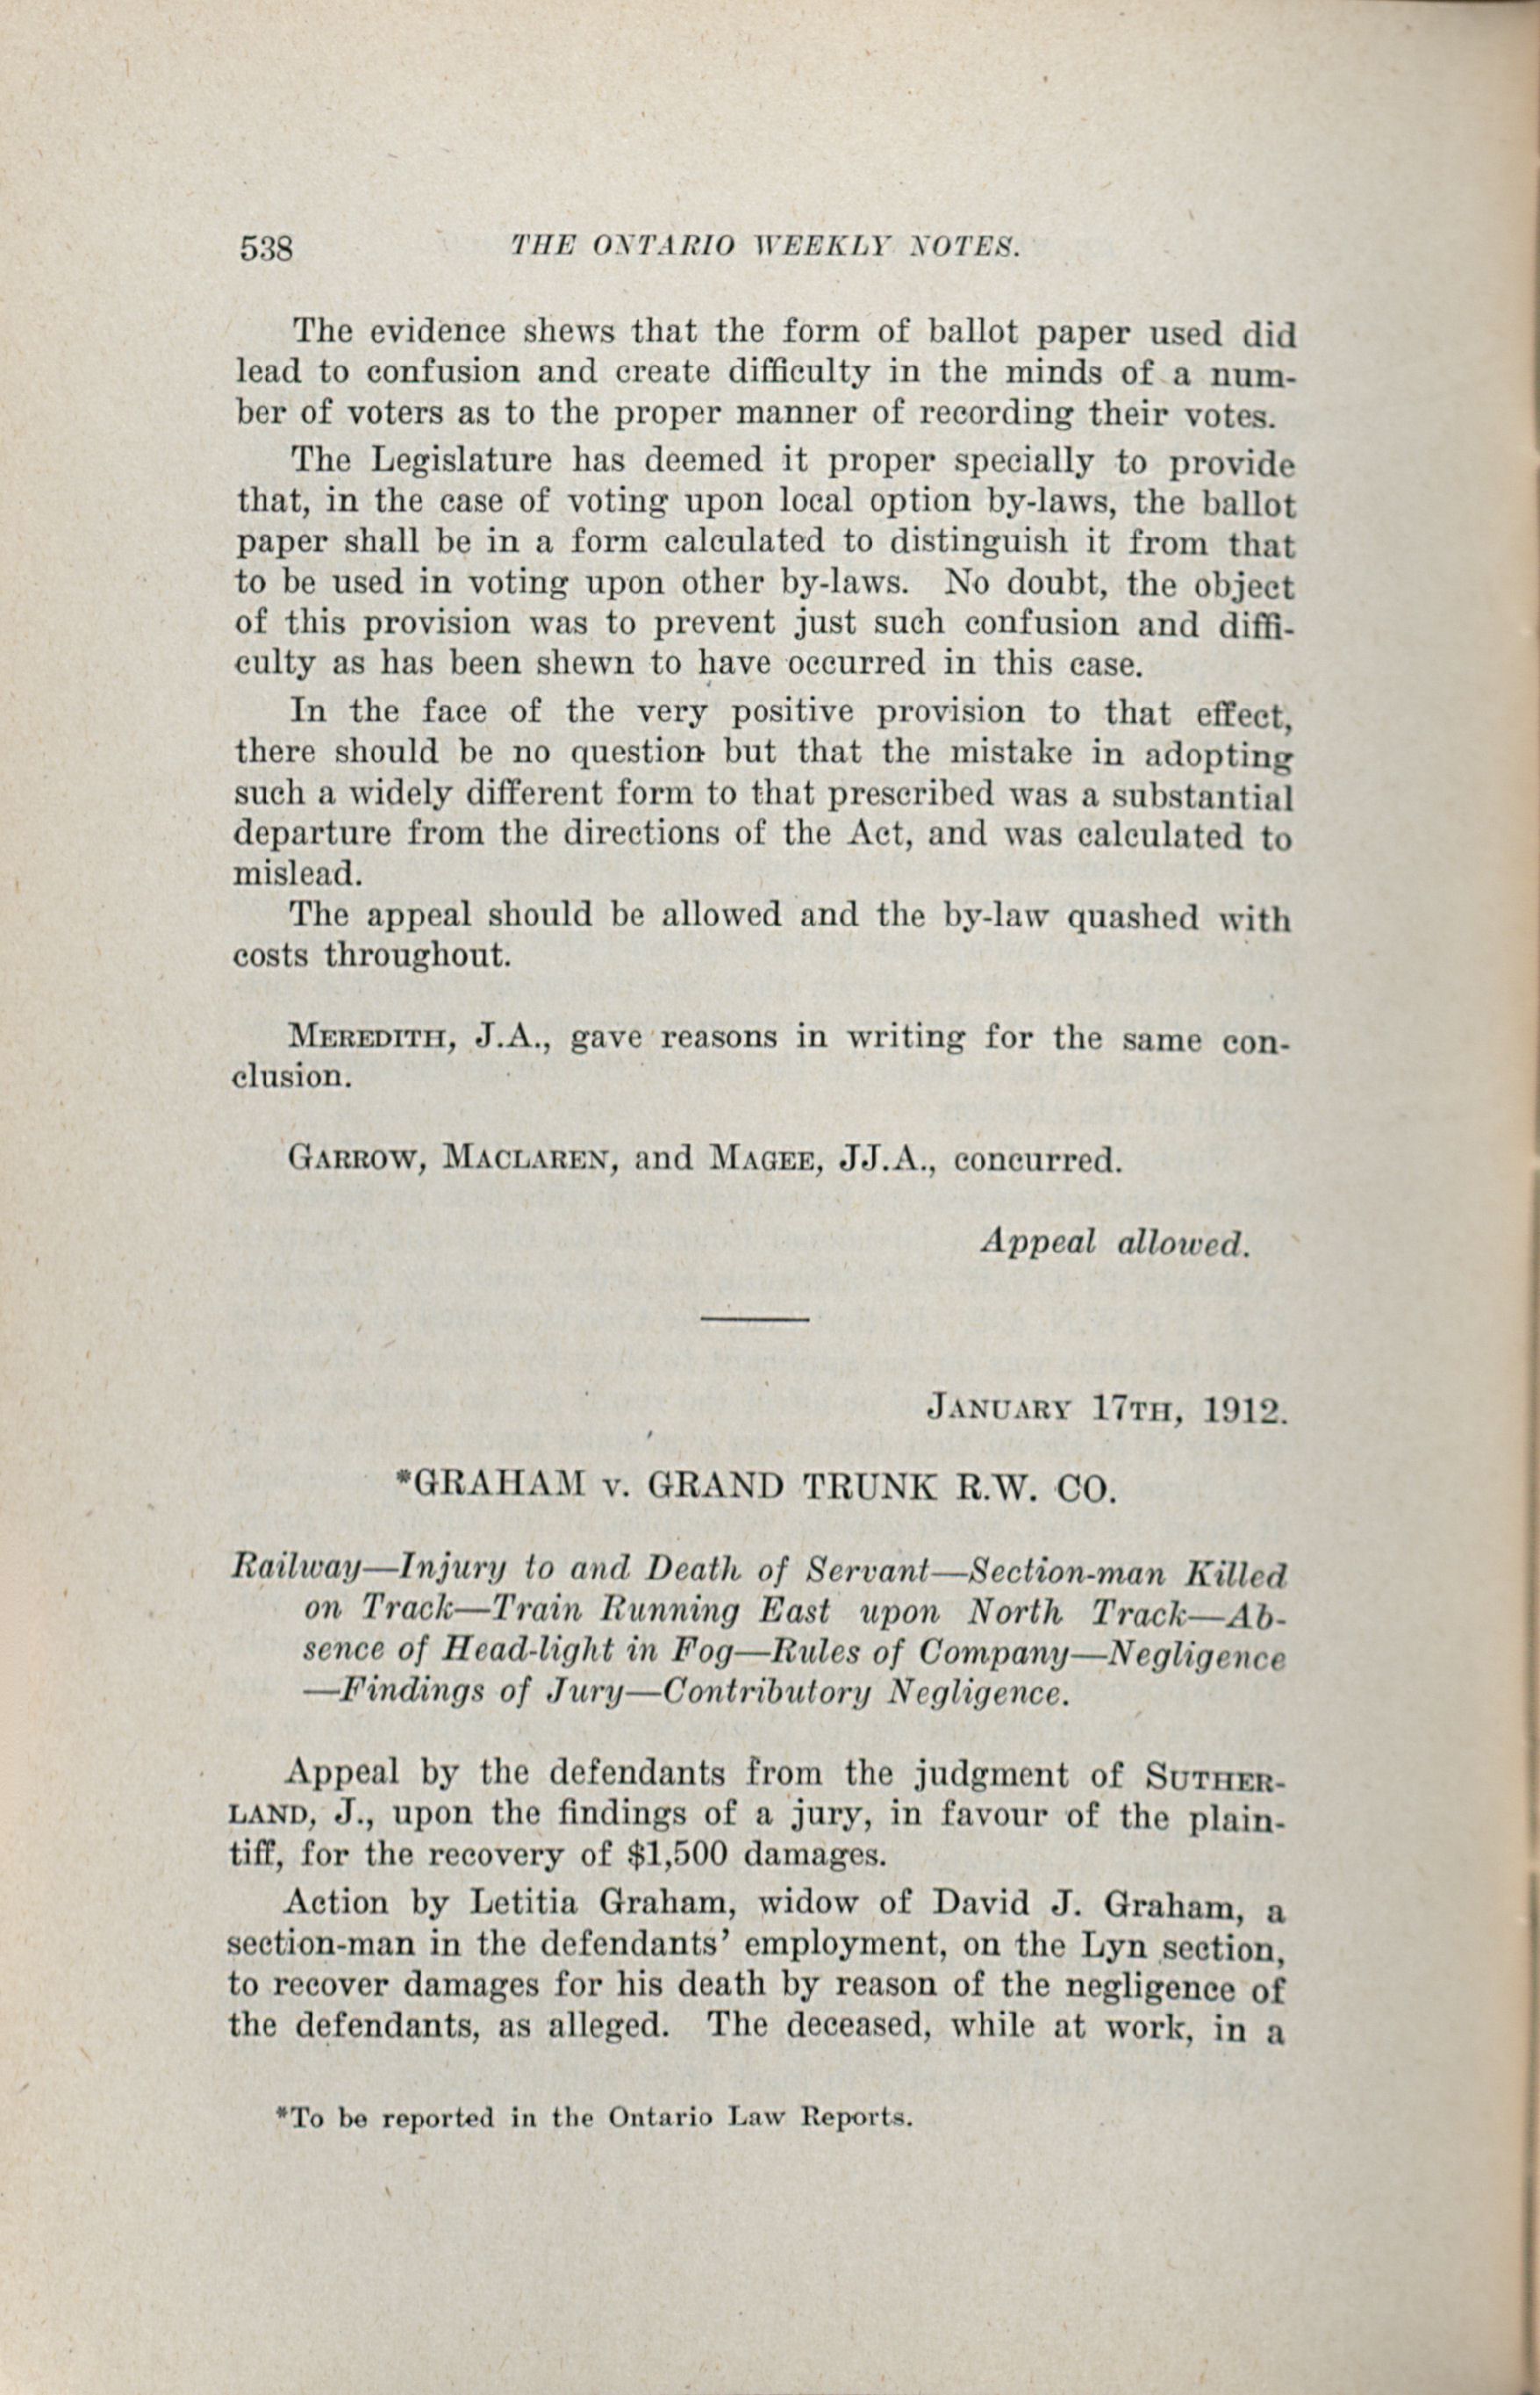 538 THE ONTARIO WEEKLY NOTES.
The evidence shews that the form of ballot paper used did
lead to confusion and create difficulty in the minds of a num-
ber of voters as to the proper manner of recording their votes.
The Legislature has deemed it proper specially to provide
that, in the case of voting upon local option by-laws, the ballot
paper shall be in a form calculated to distinguish it from that
to be used in voting upon other by-laws. No doubt, the object
of this provision was to prevent just such confusion and diffi-
culty as has been shewn to have occurred in this case.
In the face of the very positive provision to that effect,
there should be no question but that the mistake in adopting
such a widely different form to that prescribed was a substantial
departure from the directions of the Act, and was calculated to
mislead.
The appeal should be allowed and the by-law quashed with
costs throughout.
MEREDITH, J.A., gave reasons in writing for the same con-
clusion.
GARROW, MACLAREN, and MAGEE, JJ.A., concurred.
Appeal allowed.
JANUARY 17TH, 1912.
*GRAHAM v. GRAND TRUNK R.W. CO.
Railway—Injury to and Death of Servant—Section-man Killed
on Track—Train Running East upon North Track—Ab-
sence of Head-light in Fog—Rules of Company—Negligence
—Findings of Jury—Contributory Negligence.
Appeal by the defendants from the judgment of SUTHER-
LAND, J., upon the findings of a jury, in favour of the plain-
tiff, for the recovery of $1,500 damages.
Action by Letitia Graham, widow of David J. Graham, a
section-man in the defendants' employment, on the Lyn section,
to recover damages for his death by reason of the negligence of
the defendants, as alleged. The deceased, while at work, in a
*To be reported in the Ontario Law Reports.